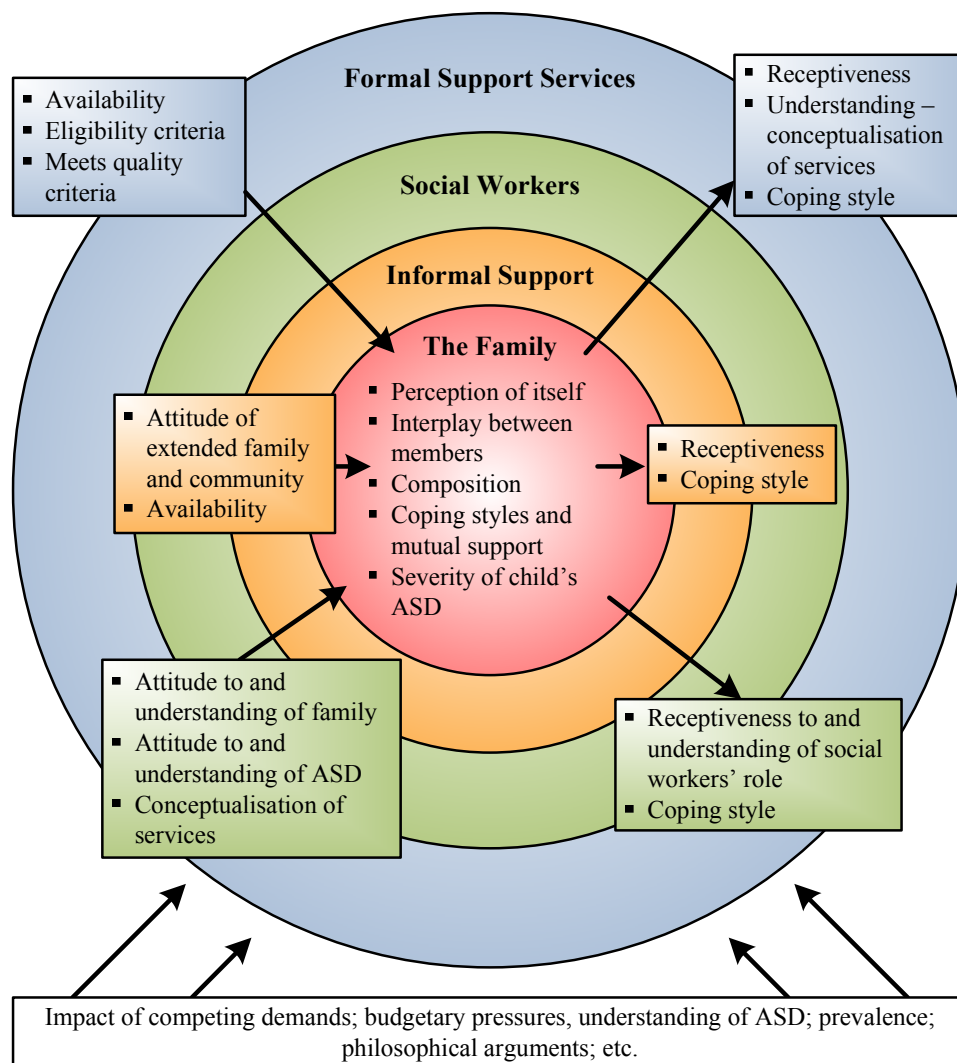 Formal Support Services
▪ Availability
▪ Eligibility criteria
▪ Meets quality
criteria
▪ Receptiveness
▪ Understanding –
conceptualisation
of services
▪ Coping style
Social Workers
Informal Support
The Family
▪ Perception of itself
▪ Interplay between
members
▪ Composition
▪ Coping styles and
mutual support
▪ Severity of child’s
ASD
▪ Attitude of
extended family
and community
▪ Availability
▪ Receptiveness
▪ Coping style
▪ Attitude to and
understanding of family
▪ Attitude to and
understanding of ASD
▪ Conceptualisation of
services
▪ Receptiveness to and
understanding of social
workers’ role
▪ Coping style
Impact of competing demands; budgetary pressures, understanding of ASD; prevalence;
philosophical arguments; etc.